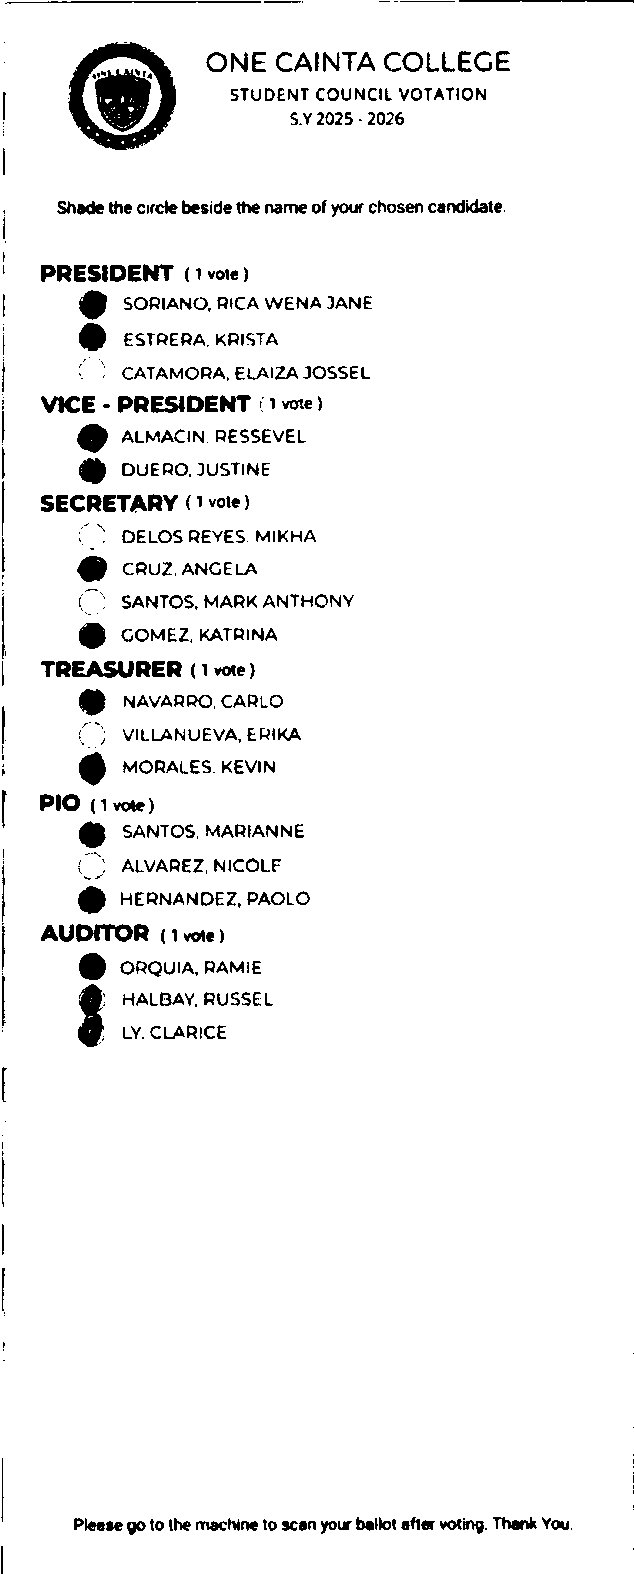 ONE CAINTA
ONE CAINTA COLLEGE
STUDENT COUNCIL VOTATION
S.Y 2025 - 2026
Shade the circle beside the name of your chosen candidate.
PRESIDENT ( 1 vote )
SORIANO, RICA WENA JANE
ESTRERA, KRISTA
CATAMORA, ELAIZA JOSSEL
VICE - PRESIDENT ( 1 vote )
ALMACIN, RESSEVEL
DUERO, JUSTINE
SECRETARY ( 1 vote )
DELOS REYES, MIKHA
CRUZ, ANGELA
SANTOS, MARK ANTHONY
GOMEZ, KATRINA
TREASURER ( 1 vote )
NAVARRO, CARLO
VILLANUEVA, ERIKA
MORALES, KEVIN
PIO ( 1 vote )
SANTOS, MARIANNE
ALVAREZ, NICOLE
HERNANDEZ, PAOLO
AUDITOR ( 1 vote )
ORQUIA, RAMIE
HALBAY, RUSSEL
LY, CLARICE
Please go to the machine to scan your ballot after voting. Thank You.